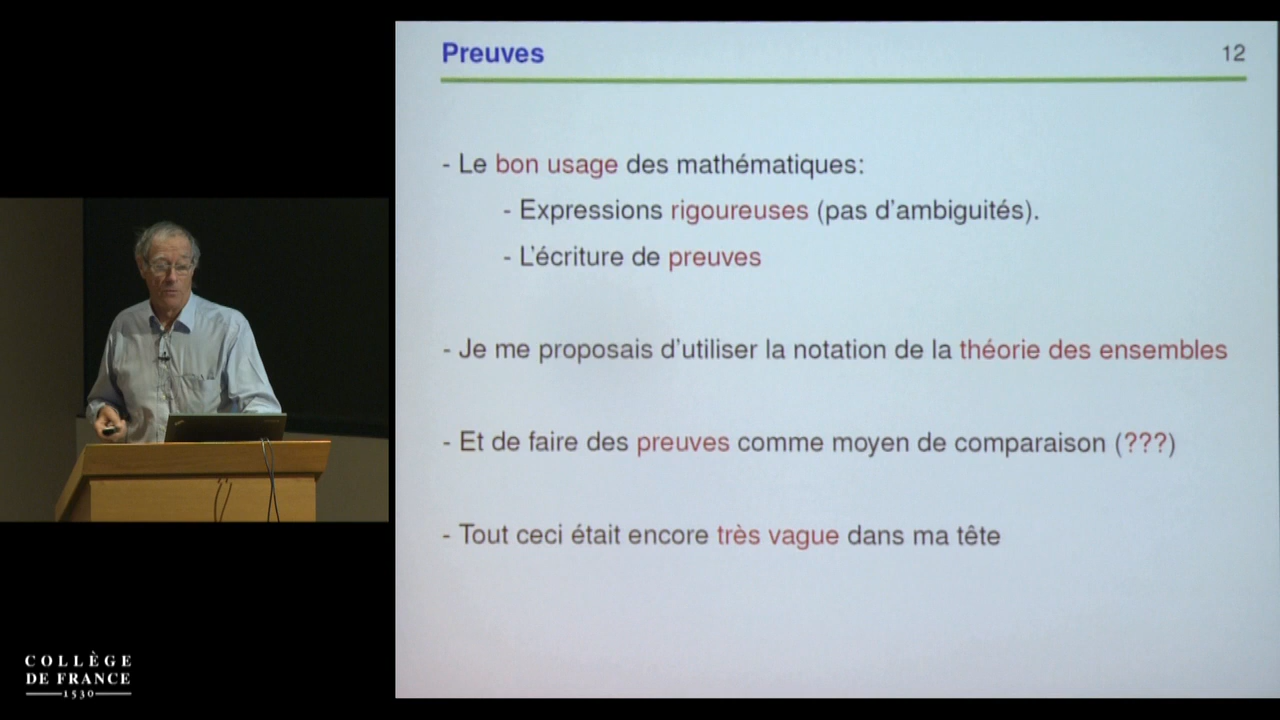 Preuves
12
- Le bon usage des mathématiques:
- Expressions rigoureuses (pas d'ambiguités).
- L'écriture de preuves
- Je me proposais d'utiliser la notation de la théorie des ensembles
- Et de faire des preuves comme moyen de comparaison (???)
- Tout ceci était encore très vague dans ma tête
COLLÈGE
DE FRANCE
1530